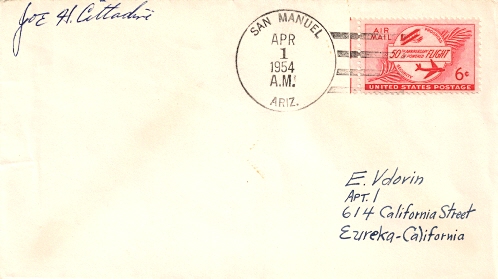 Joe H. Cittadini
SAN MANUEL
APR
1
1954
A.M.
ARIZ.
AIR
MAIL
50TH ANNIVERSARY
OF POWERED FLIGHT
6¢
UNITED STATES POSTAGE
E. Vdovin
APT. 1
614 California Street
Eureka-California